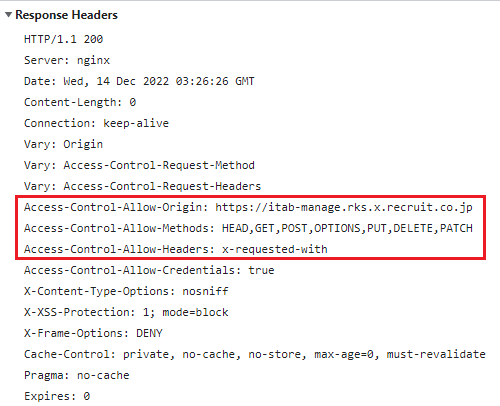 Response Headers
HTTP/1.1 200
Server: nginx
Date: Wed, 14 Dec 2022 03:26:26 GMT
Content-Length: 0
Connection: keep-alive
Vary: Origin
Vary: Access-Control-Request-Method
Vary: Access-Control-Request-Headers
Access-Control-Allow-Origin: https://itab-manage.rks.x.recruit.co.jp
Access-Control-Allow-Methods: HEAD,GET,POST,OPTIONS,PUT,DELETE,PATCH
Access-Control-Allow-Headers: x-requested-with
Access-Control-Allow-Credentials: true
X-Content-Type-Options: nosniff
X-XSS-Protection: 1; mode=block
X-Frame-Options: DENY
Cache-Control: private, no-cache, no-store, max-age=0, must-revalidate
Pragma: no-cache
Expires: 0